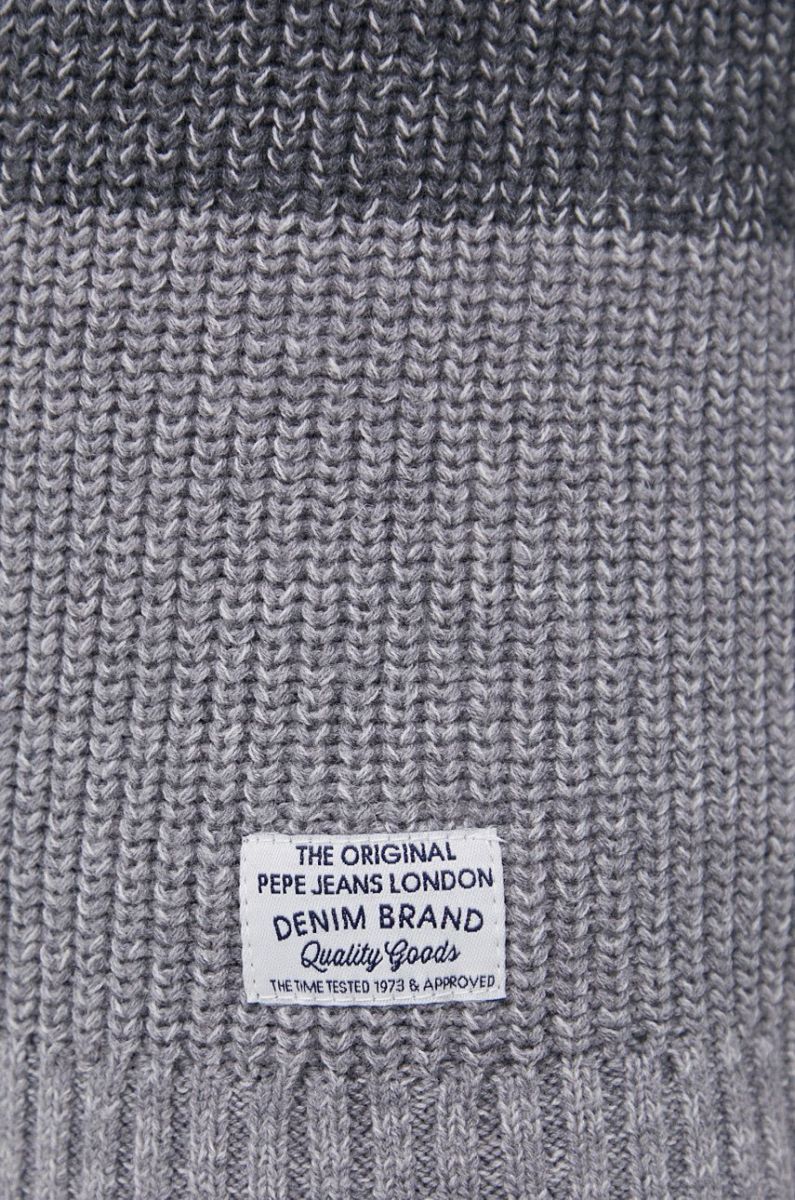 THE ORIGINAL
PEPE JEANS LONDON
DENIM BRAND
Quality Goods
THE TIME TESTED 1973 & APPROVED